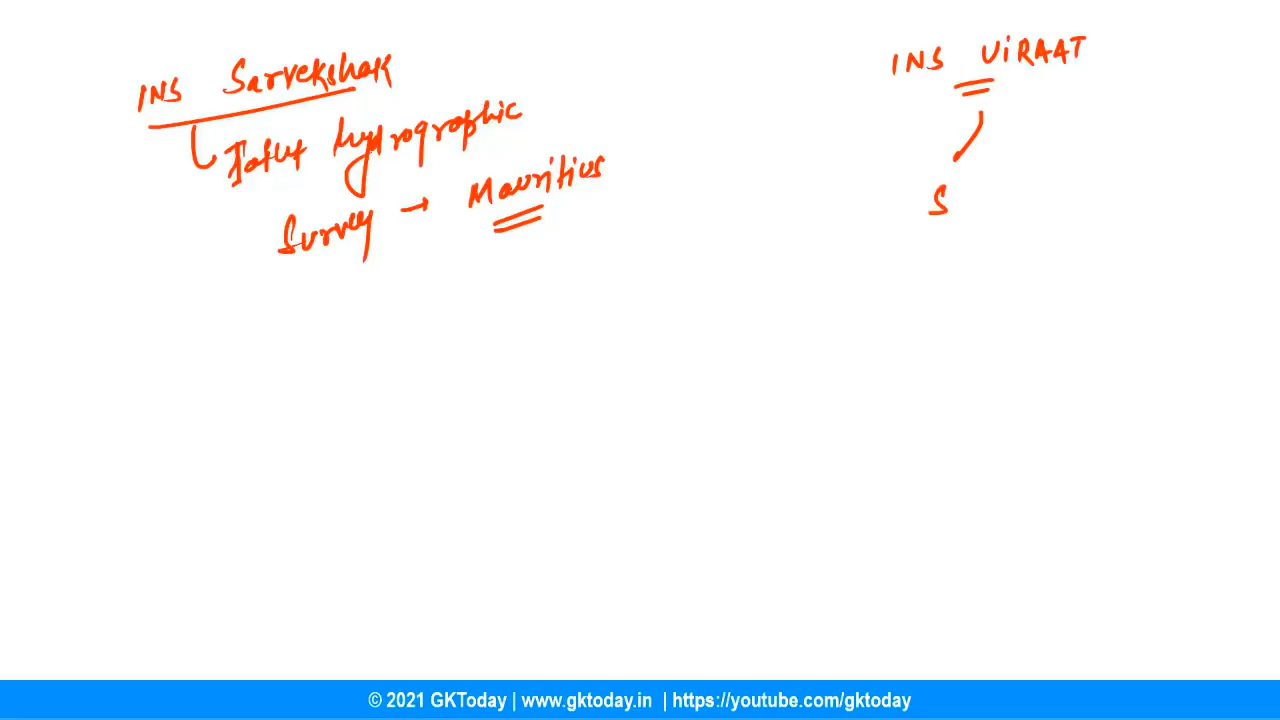 INS Sarvekshak
Joint hydrographic
Survey → Mauritius
INS ViRAAT
S
© 2021 GKToday | www.gktoday.in | https://youtube.com/gktoday